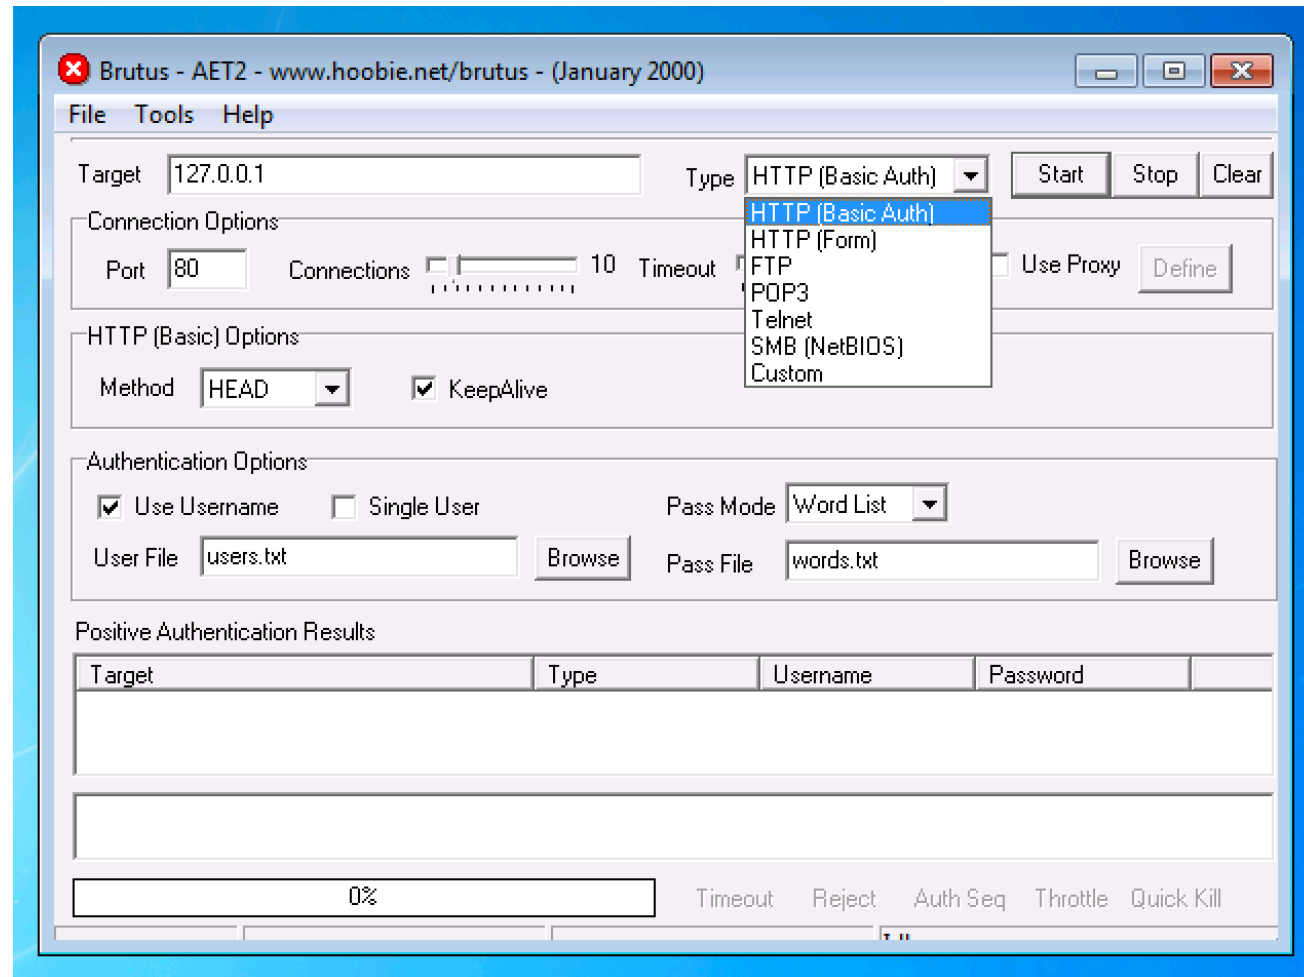 Brutus - AET2 - www.hoobie.net/brutus - (January 2000)
File Tools Help
Target 127.0.0.1 Type HTTP (Basic Auth) Start Stop Clear
HTTP (Basic Auth)
HTTP (Form)
FTP
POP3
Telnet
SMB (NetBIOS)
Custom
Connection Options
Port 80 Connections 10 Timeout Use Proxy Define
HTTP (Basic) Options
Method HEAD KeepAlive
Authentication Options
Use Username Single User Pass Mode Word List
User File users.txt Browse Pass File words.txt Browse
Positive Authentication Results
Target Type Username Password
0% Timeout Reject Auth Seq Throttle Quick Kill